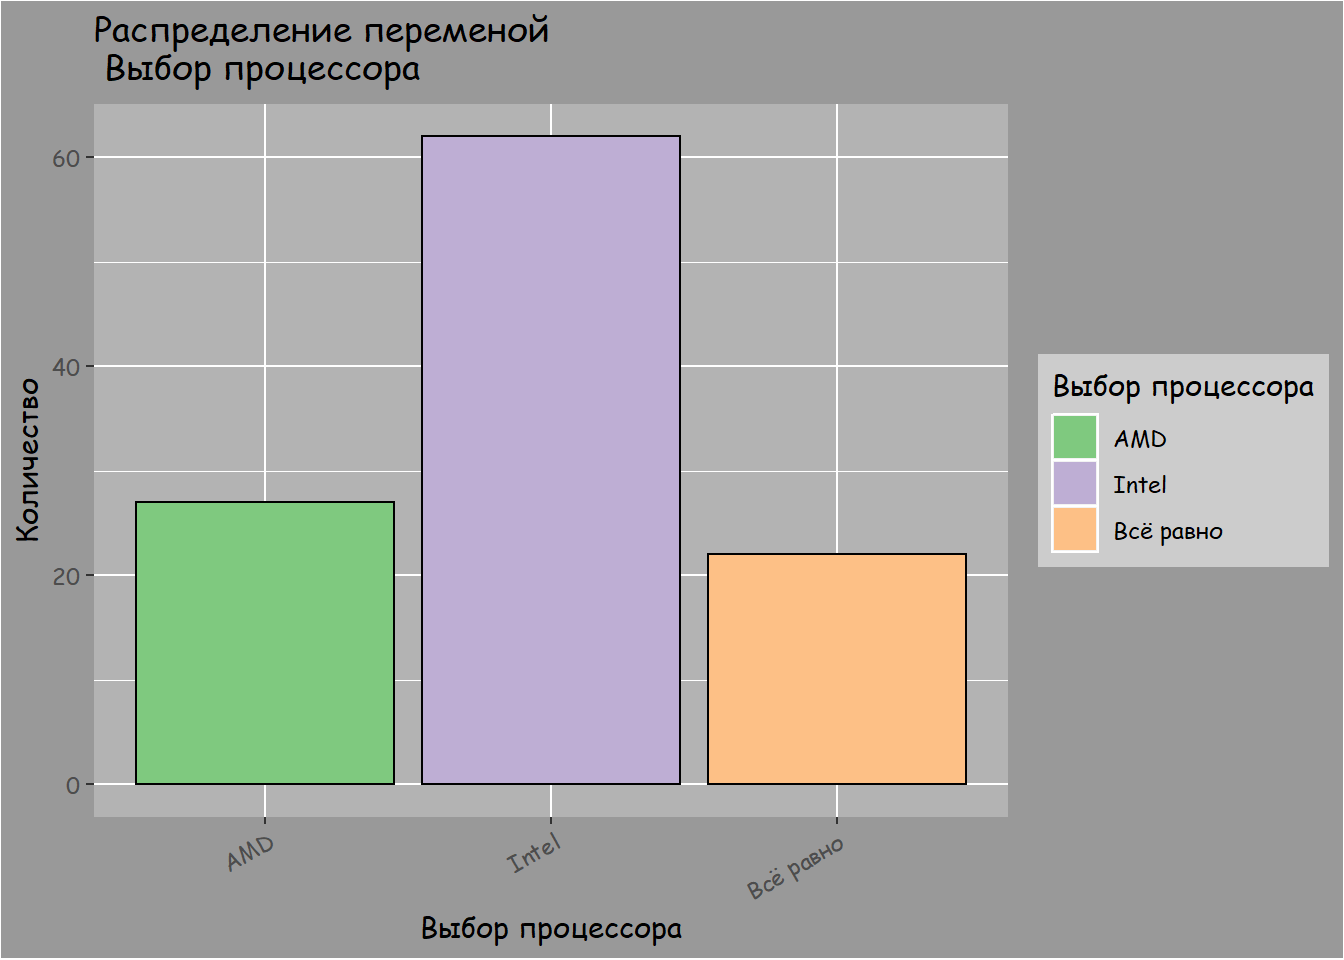 Распределение переменой
Выбор процессора
Количество
60
40
20
0
AMD
Intel
Всё равно
Выбор процессора
Выбор процессора
AMD
Intel
Всё равно